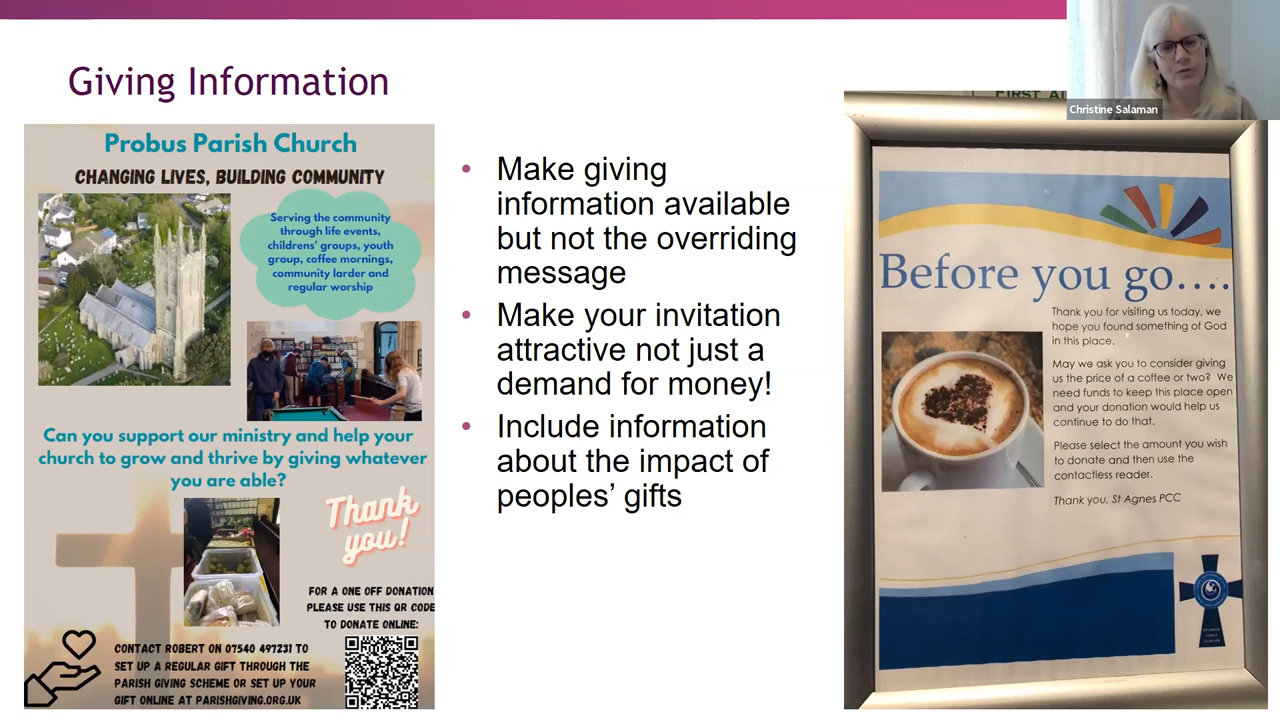 Giving Information
Christine Salaman
Probus Parish Church
CHANGING LIVES, BUILDING COMMUNITY
Serving the community
through life events,
childrens' groups, youth
group, coffee mornings,
community larder and
regular worship
Can you support our ministry and help your
church to grow and thrive by giving whatever
you are able?
Thank
you!
FOR A ONE OFF DONATION
PLEASE USE THIS QR CODE
TO DONATE ONLINE:
CONTACT ROBERT ON 07540 497231 TO
SET UP A REGULAR GIFT THROUGH THE
PARISH GIVING SCHEME OR SET UP YOUR
GIFT ONLINE AT PARISHGIVING.ORG.UK
• Make giving
information available
but not the overriding
message
• Make your invitation
attractive not just a
demand for money!
• Include information
about the impact of
peoples' gifts
FIRST
Before you go....
Thank you for visiting us today, we
hope you found something of God
in this place.
May we ask you to consider giving
us the price of a coffee or two? We
need funds to keep this place open
and your donation would help us
continue to do that.
Please select the amount you wish
to donate and then use the
contactless reader.
Thank you, St Agnes PCC